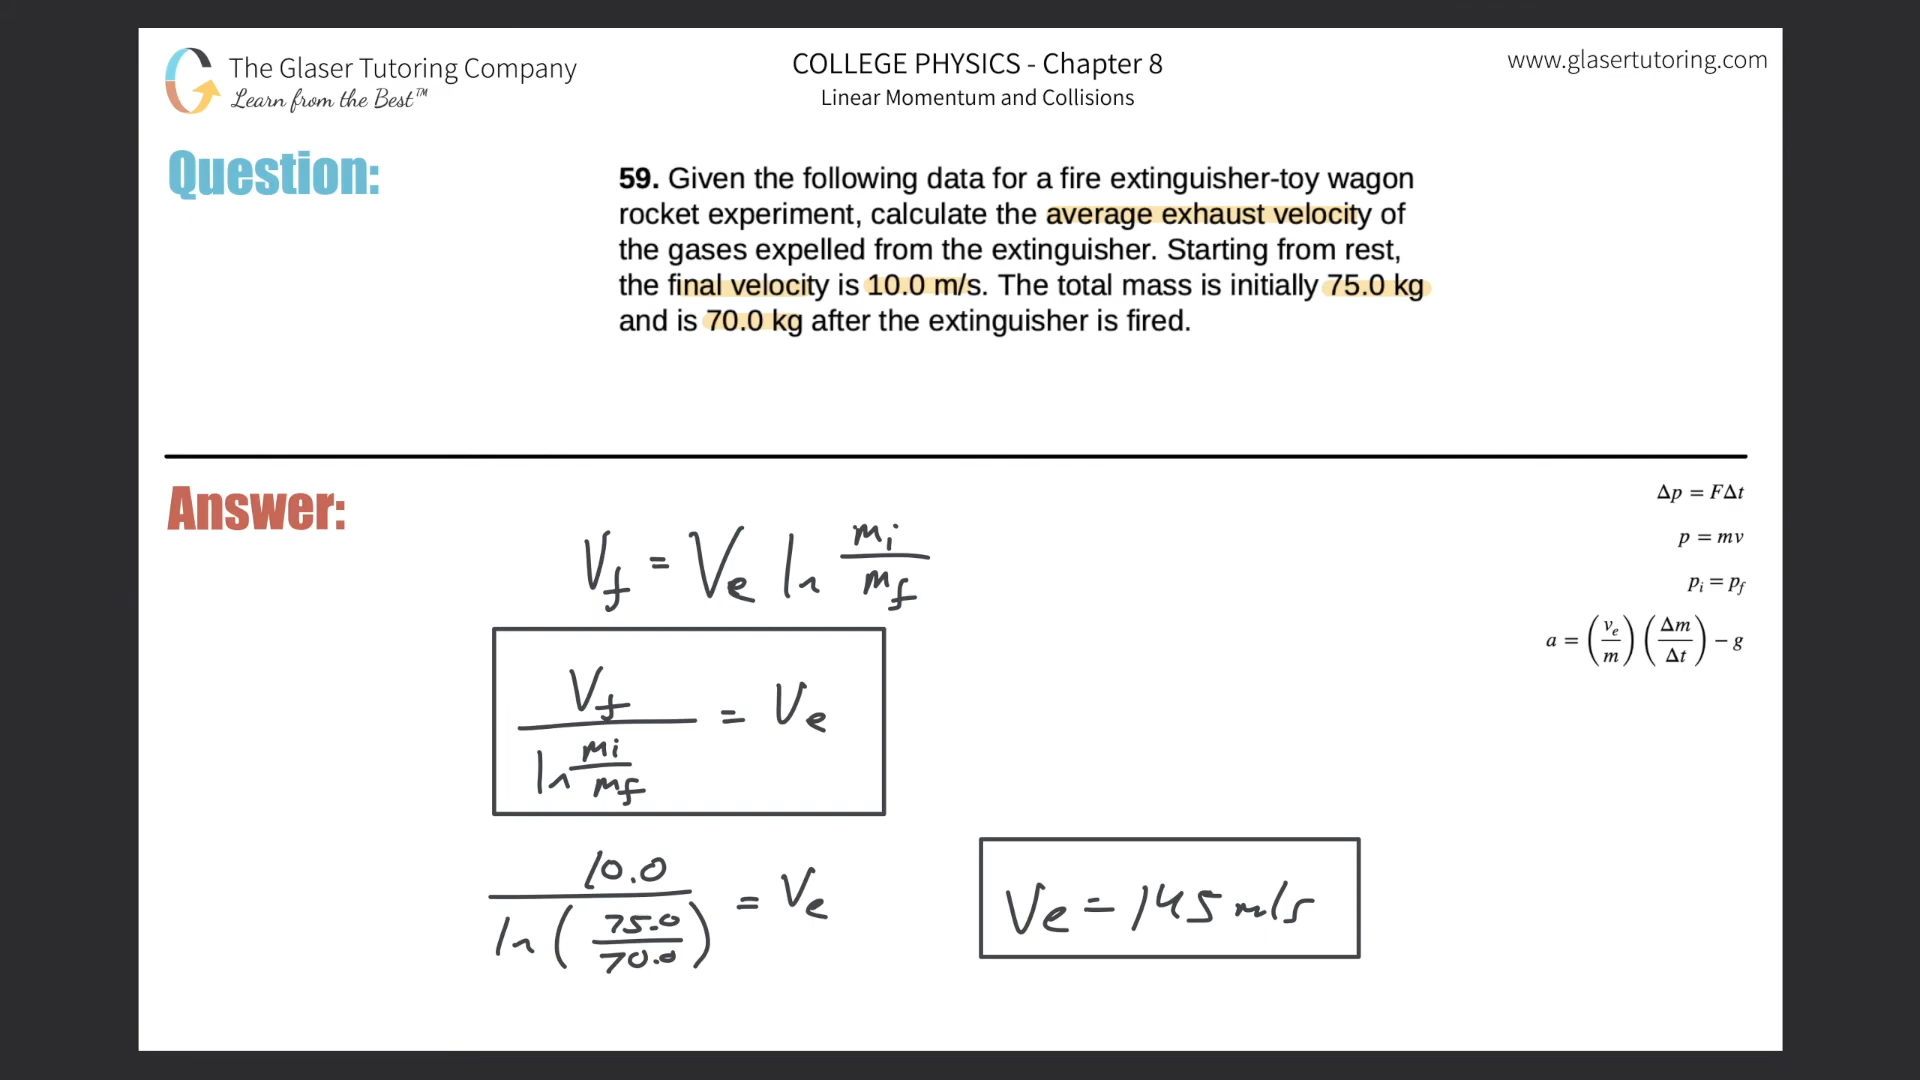 The Glaser Tutoring Company
Learn from the Best™
COLLEGE PHYSICS - Chapter 8
Linear Momentum and Collisions
www.glasertutoring.com
Question:
59. Given the following data for a fire extinguisher-toy wagon
rocket experiment, calculate the average exhaust velocity of
the gases expelled from the extinguisher. Starting from rest,
the final velocity is 10.0 m/s. The total mass is initially 75.0 kg
and is 70.0 kg after the extinguisher is fired.
Answer:
Δp = FΔt
p = mv
pᵢ = p_f
a = (vₑ/m) (Δm/Δt) − g
V_f = Vₑ ln mᵢ/m_f
V_f / ln mᵢ/m_f = Vₑ
10.0 / ln (75.0/70.0) = Vₑ
Vₑ = 145 m/s